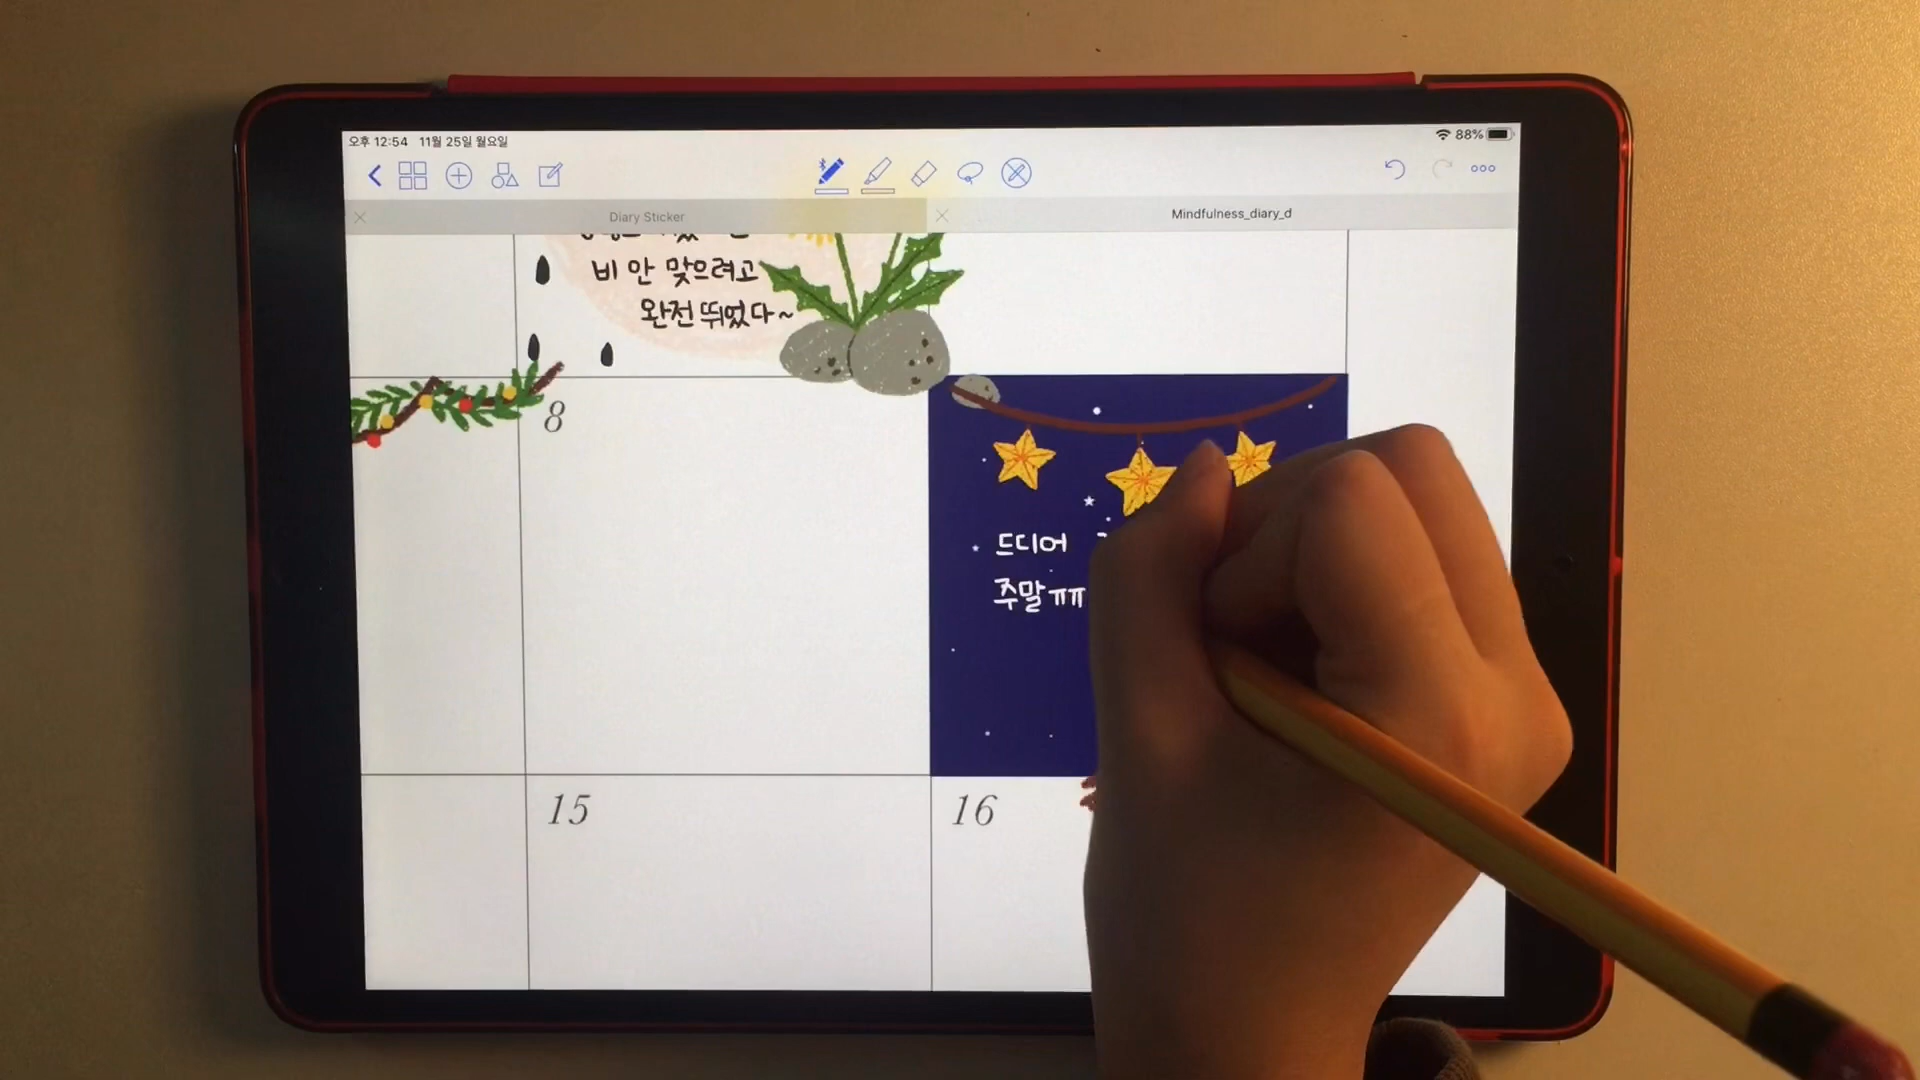 오후 12:54 11월 25일 월요일
88%
Diary Sticker
Mindfulness_diary_d
비 안 맞으려고
완전 뛰었다~
8
드디어
주말ㅠㅠ
15
16